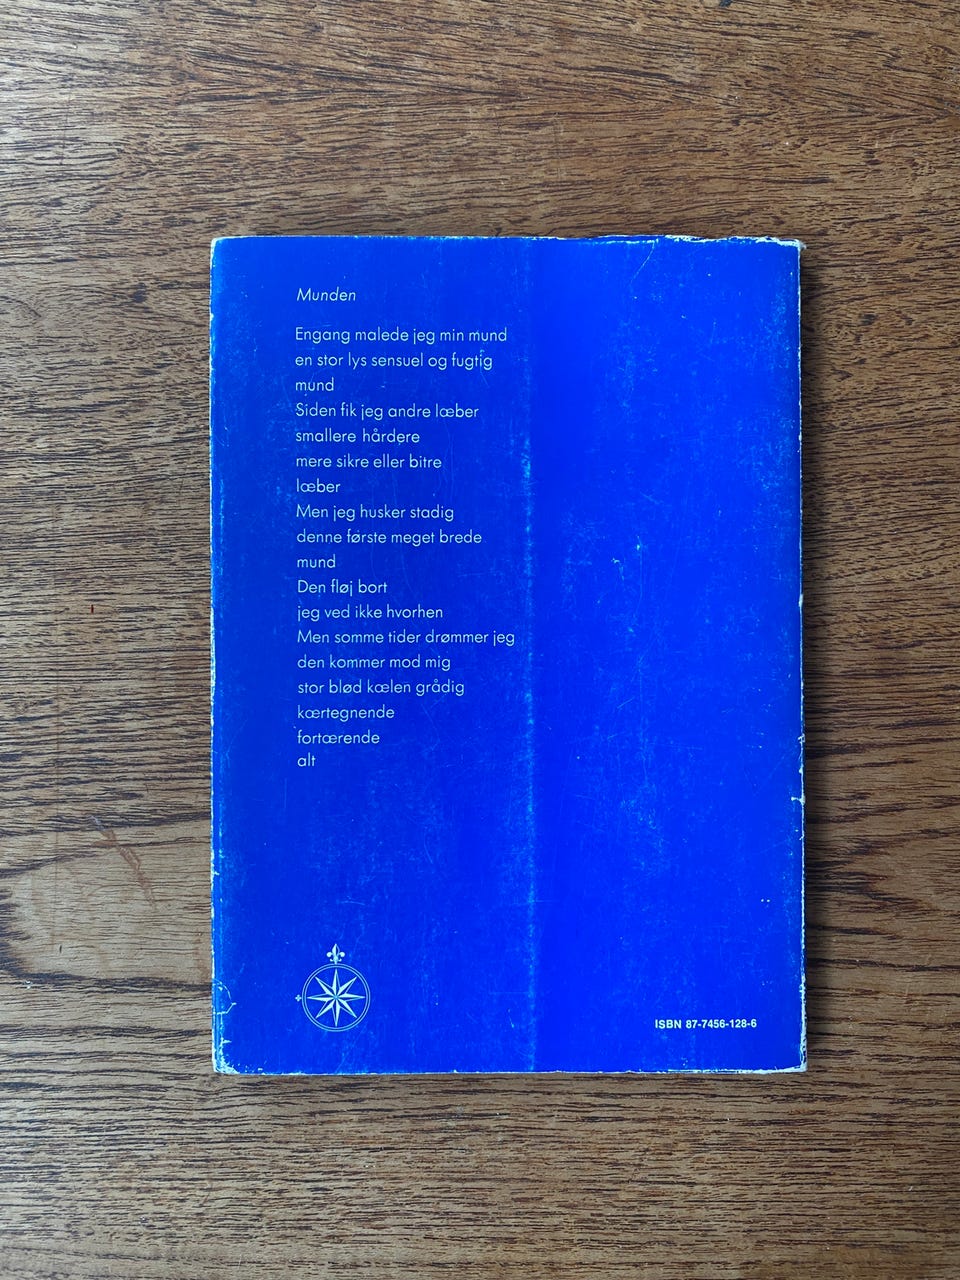 Munden
Engang malede jeg min mund
en stor lys sensuel og fugtig
mund
Siden fik jeg andre læber
smallere hårdere
mere sikre eller bitre
læber
Men jeg husker stadig
denne første meget brede
mund
Den fløj bort
jeg ved ikke hvorhen
Men somme tider drømmer jeg
den kommer mod mig
stor blød kælen grådig
kærtegnende
fortærende
alt
ISBN 87-7456-128-6